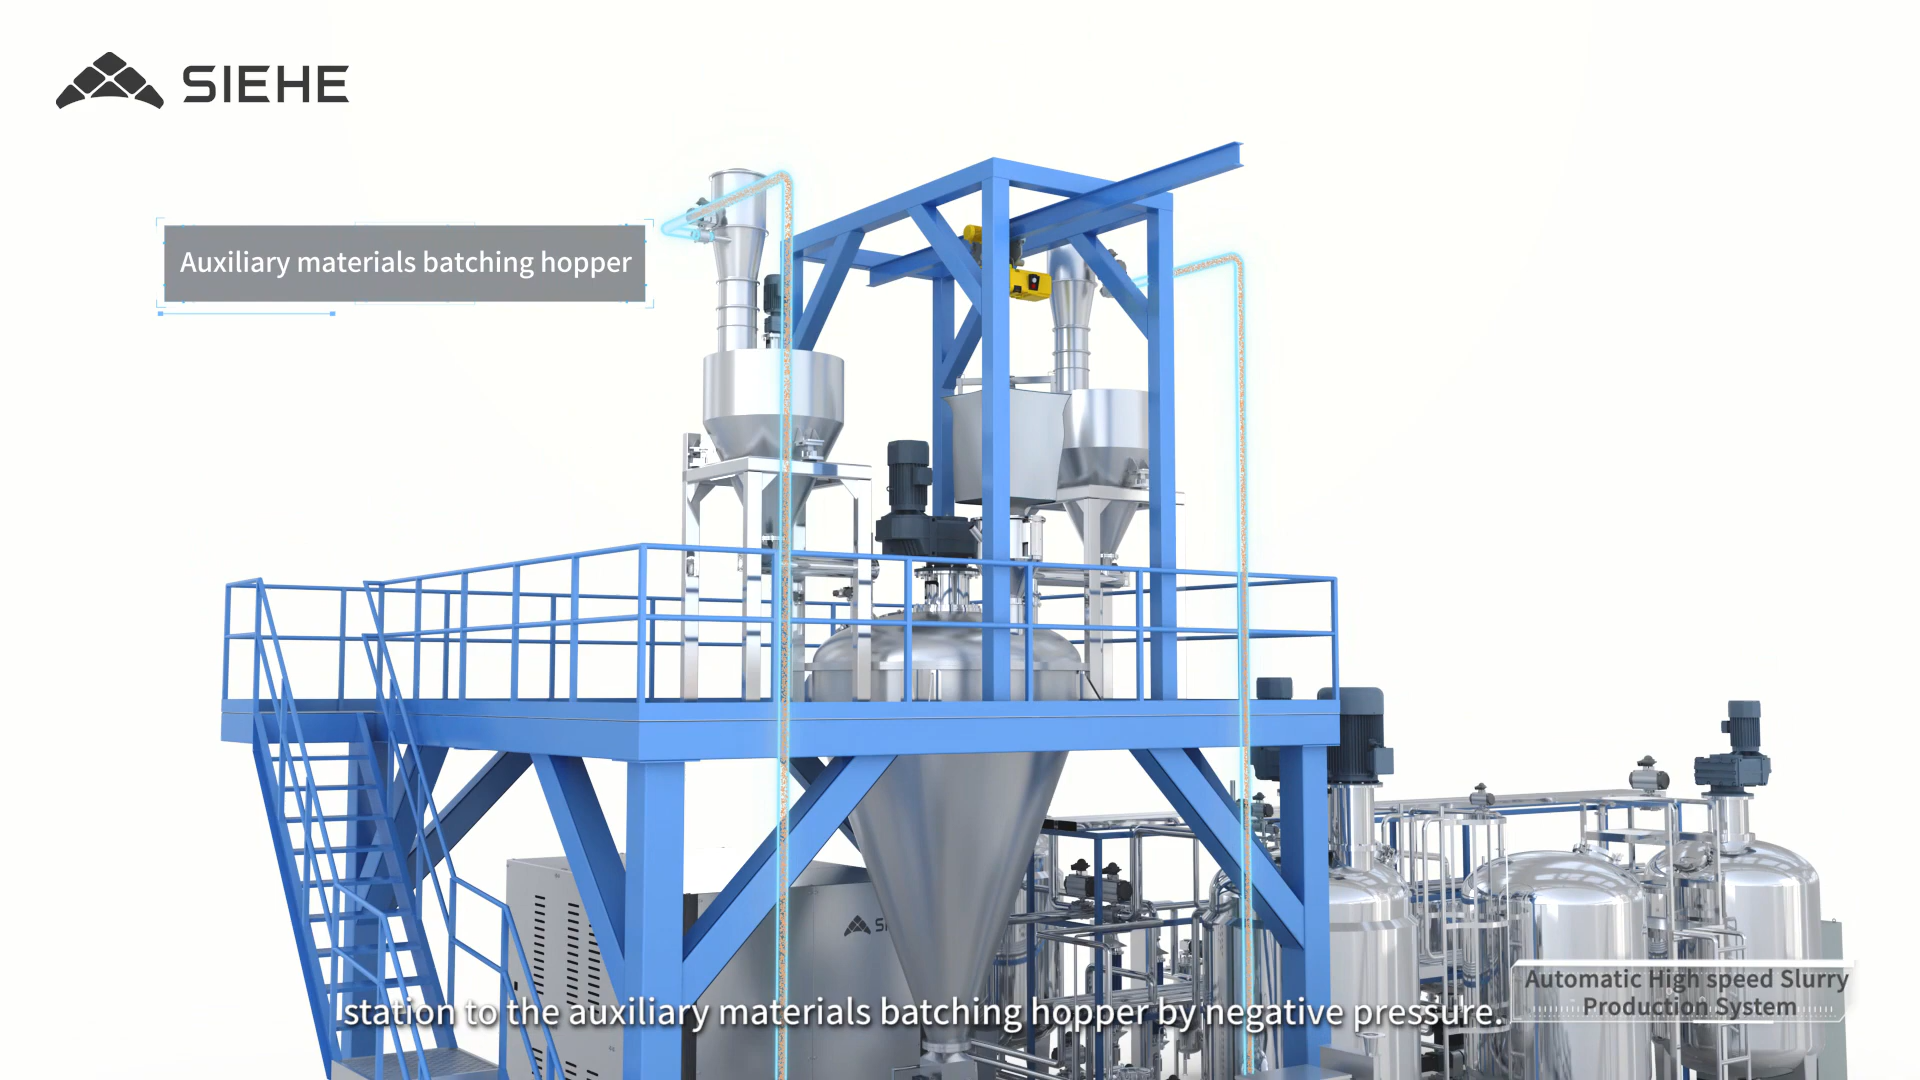 SIEHE
Auxiliary materials batching hopper
station to the auxiliary materials batching hopper by negative pressure.
Automatic High speed Slurry
Production System